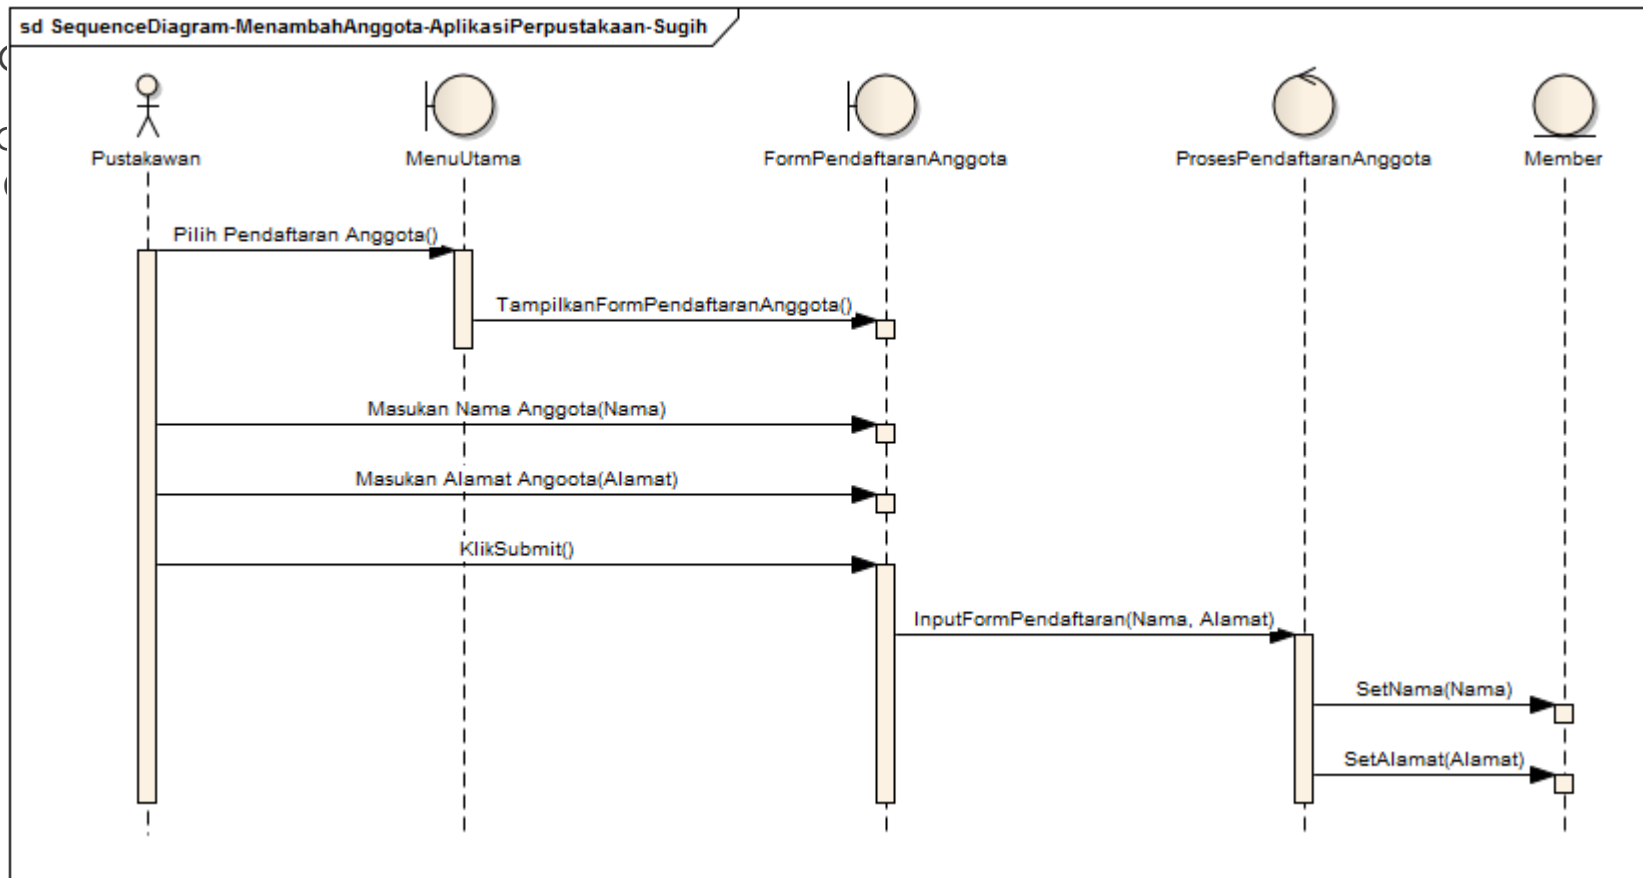 sd SequenceDiagram-MenambahAnggota-AplikasiPerpustakaan-Sugih
Pustakawan
MenuUtama
FormPendaftaranAnggota
ProsesPendaftaranAnggota
Member
Pilih Pendaftaran Anggota()
TampilkanFormPendaftaranAnggota()
Masukan Nama Anggota(Nama)
Masukan Alamat Angoota(Alamat)
KlikSubmit()
InputFormPendaftaran(Nama, Alamat)
SetNama(Nama)
SetAlamat(Alamat)